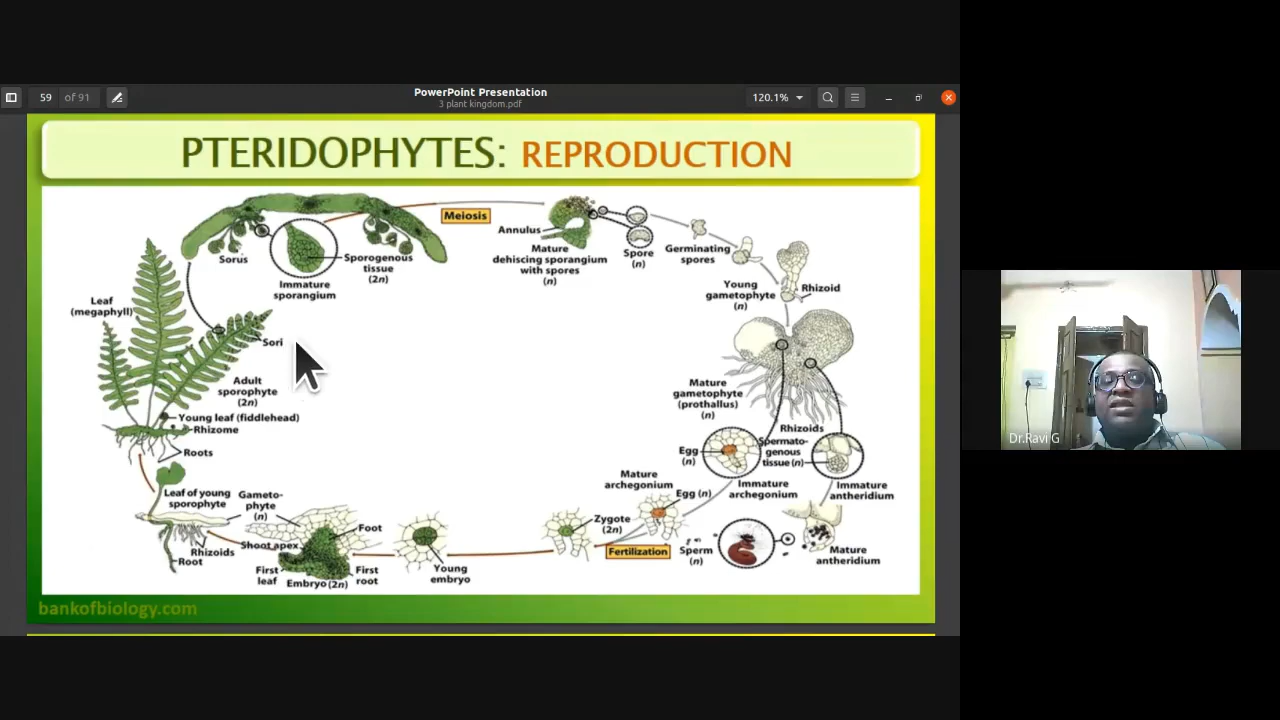 59 of 91
PowerPoint Presentation
3 plant kingdom.pdf
120.1%
PTERIDOPHYTES: REPRODUCTION
Meiosis
Sorus
Immature
sporangium
Sporogenous
tissue
(2n)
Annulus
Mature
dehiscing sporangium
with spores
(n)
Spore
(n)
Germinating
spores
Young
gametophyte
(n)
Rhizoid
Leaf
(megaphyll)
Sori
Adult
sporophyte
(2n)
Young leaf (fiddlehead)
Rhizome
Roots
Mature
gametophyte
(prothallus)
(n)
Rhizoids
Egg
(n)
Spermato-
genous
tissue (n)
Immature
archegonium
Immature
antheridium
Mature
archegonium
Egg (n)
Zygote
(2n)
Fertilization
Sperm
(n)
Mature
antheridium
Leaf of young
sporophyte
Gameto-
phyte
(n)
Rhizoids
Root
Shoot apex
Foot
First
leaf
Embryo (2n)
First
root
Young
embryo
bankofbiology.com
Dr.Ravi G